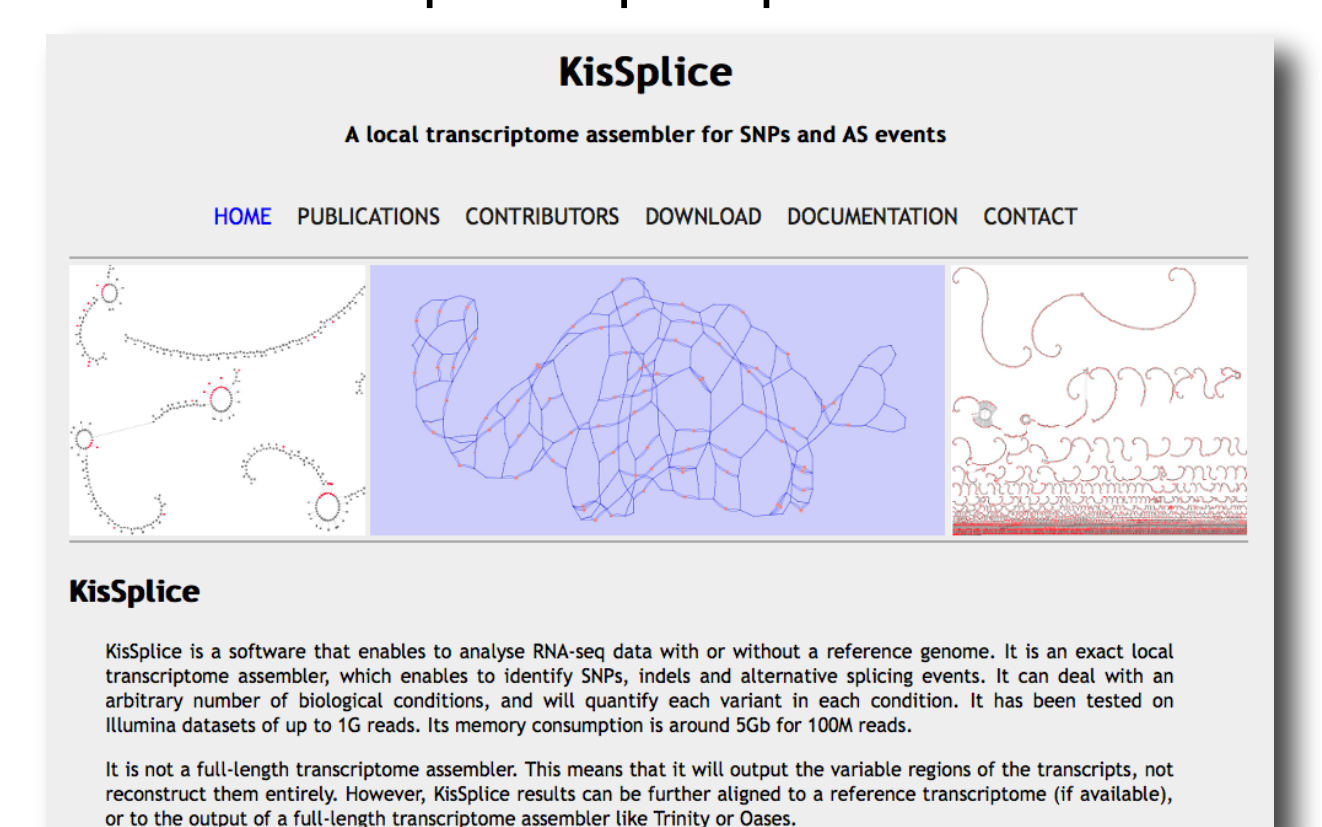 KisSplice
A local transcriptome assembler for SNPs and AS events
HOME PUBLICATIONS CONTRIBUTORS DOWNLOAD DOCUMENTATION CONTACT
KisSplice
KisSplice is a software that enables to analyse RNA-seq data with or without a reference genome. It is an exact local
transcriptome assembler, which enables to identify SNPs, indels and alternative splicing events. It can deal with an
arbitrary number of biological conditions, and will quantify each variant in each condition. It has been tested on
Illumina datasets of up to 1G reads. Its memory consumption is around 5Gb for 100M reads.
It is not a full-length transcriptome assembler. This means that it will output the variable regions of the transcripts, not
reconstruct them entirely. However, KisSplice results can be further aligned to a reference transcriptome (if available),
or to the output of a full-length transcriptome assembler like Trinity or Oases.